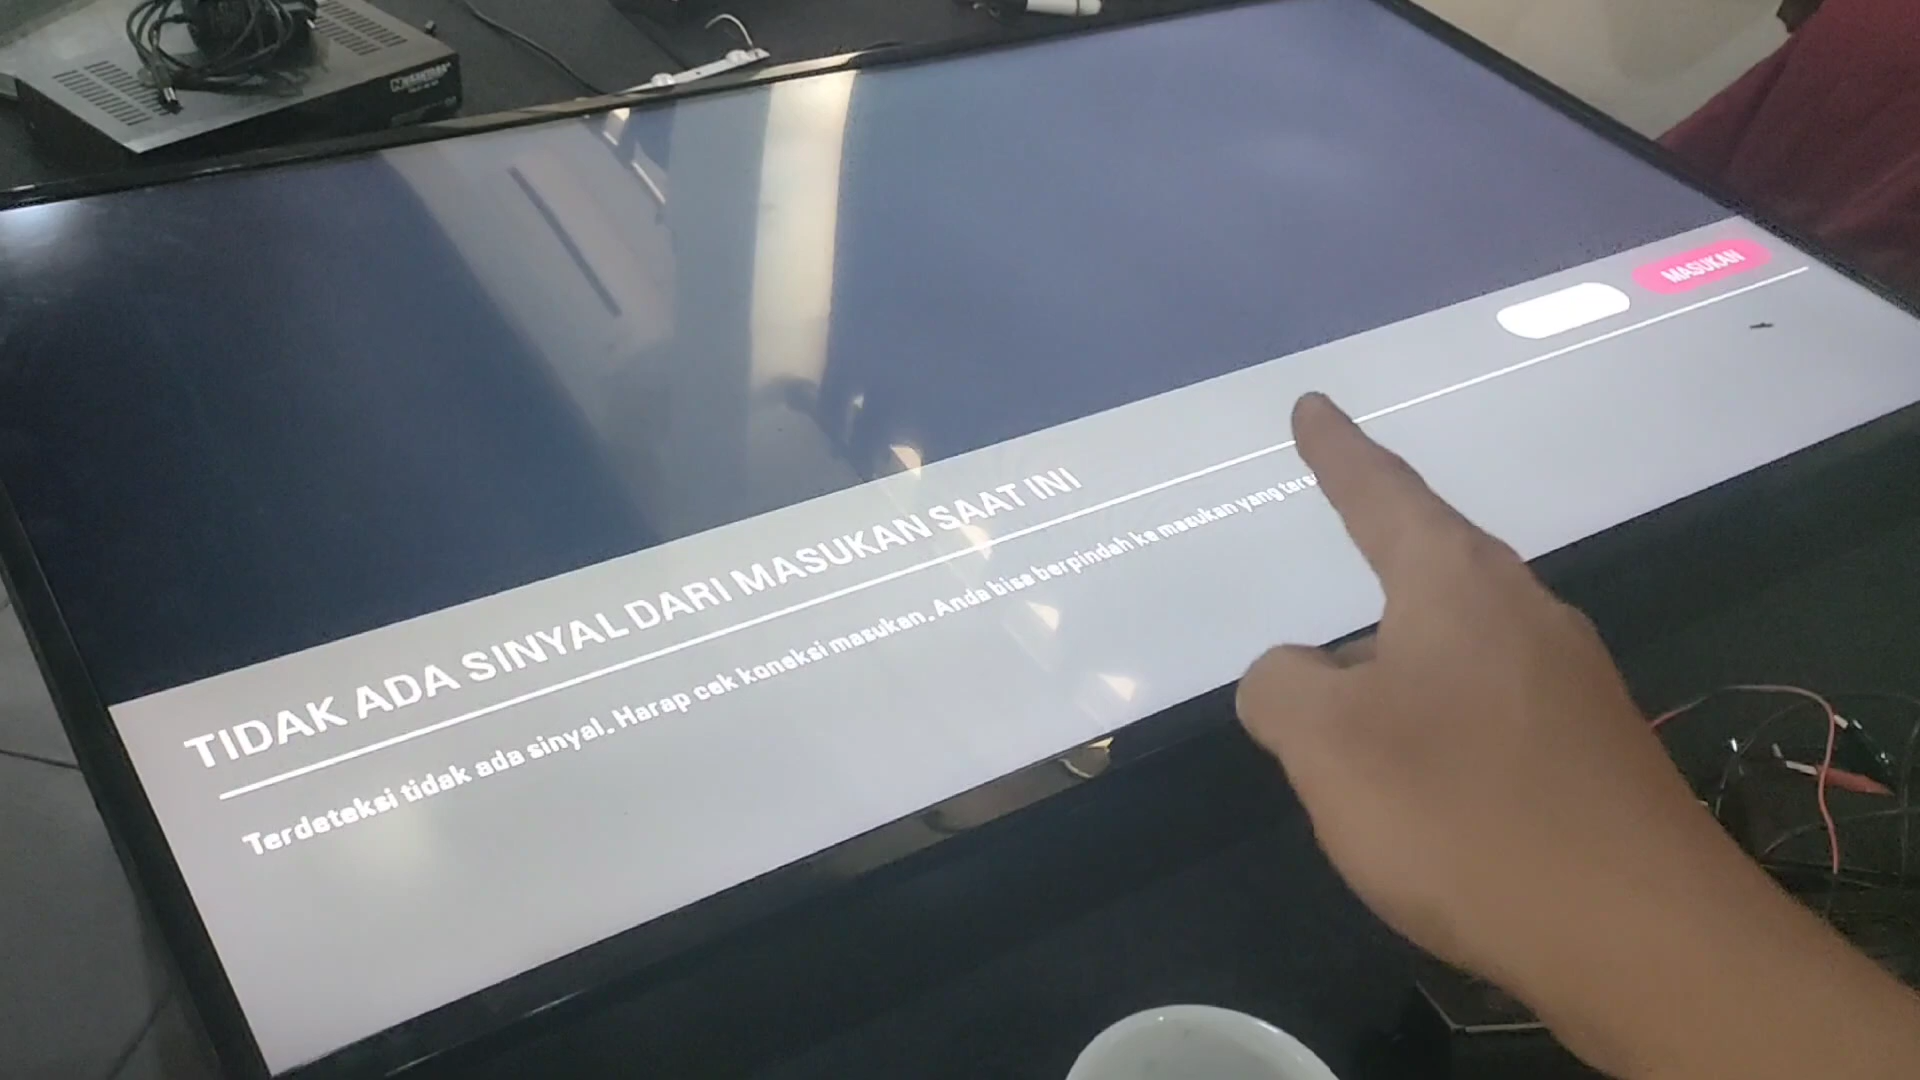 MASUKAN
TIDAK ADA SINYAL DARI MASUKAN SAAT INI
Terdeteksi tidak ada sinyal. Harap cek koneksi masukan. Anda bisa berpindah ke masukan yang